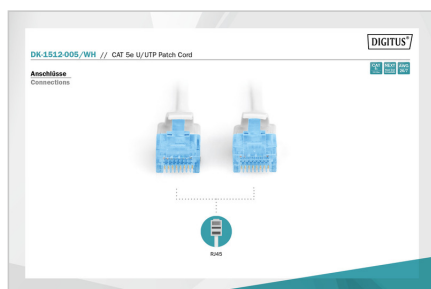 DIGITUS®
DK-1512-005/WH // CAT 5e U/UTP Patch Cord
Anschlüsse
Connections
RJ45